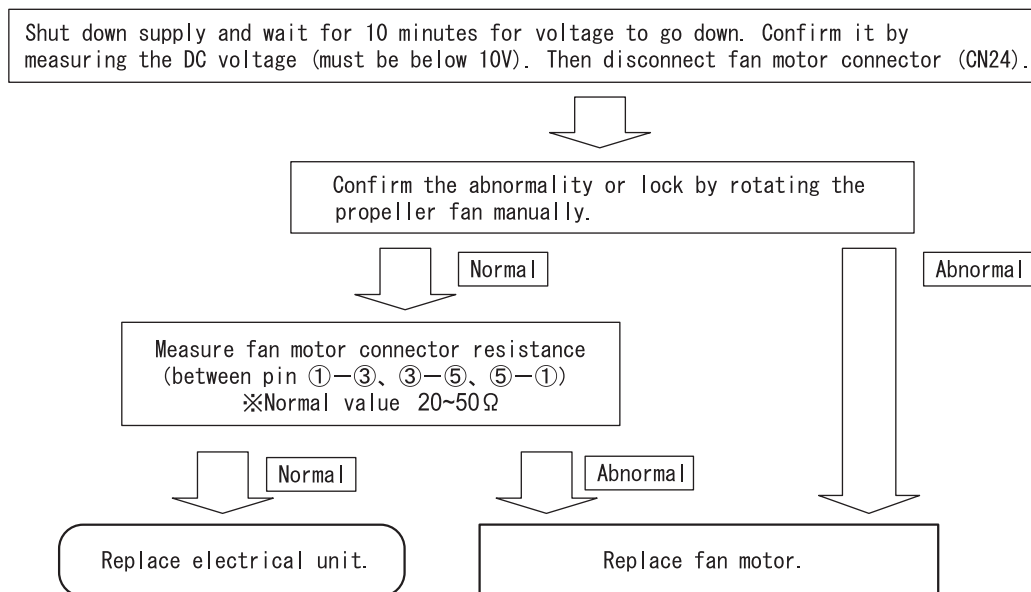 Shut down supply and wait for 10 minutes for voltage to go down. Confirm it by
measuring the DC voltage (must be below 10V). Then disconnect fan motor connector (CN24).
Confirm the abnormality or lock by rotating the
propeller fan manually.
Normal
Abnormal
Measure fan motor connector resistance
(between pin ①－③、③－⑤、⑤－①)
※Normal value 20~50Ω
Normal
Abnormal
Replace electrical unit.
Replace fan motor.